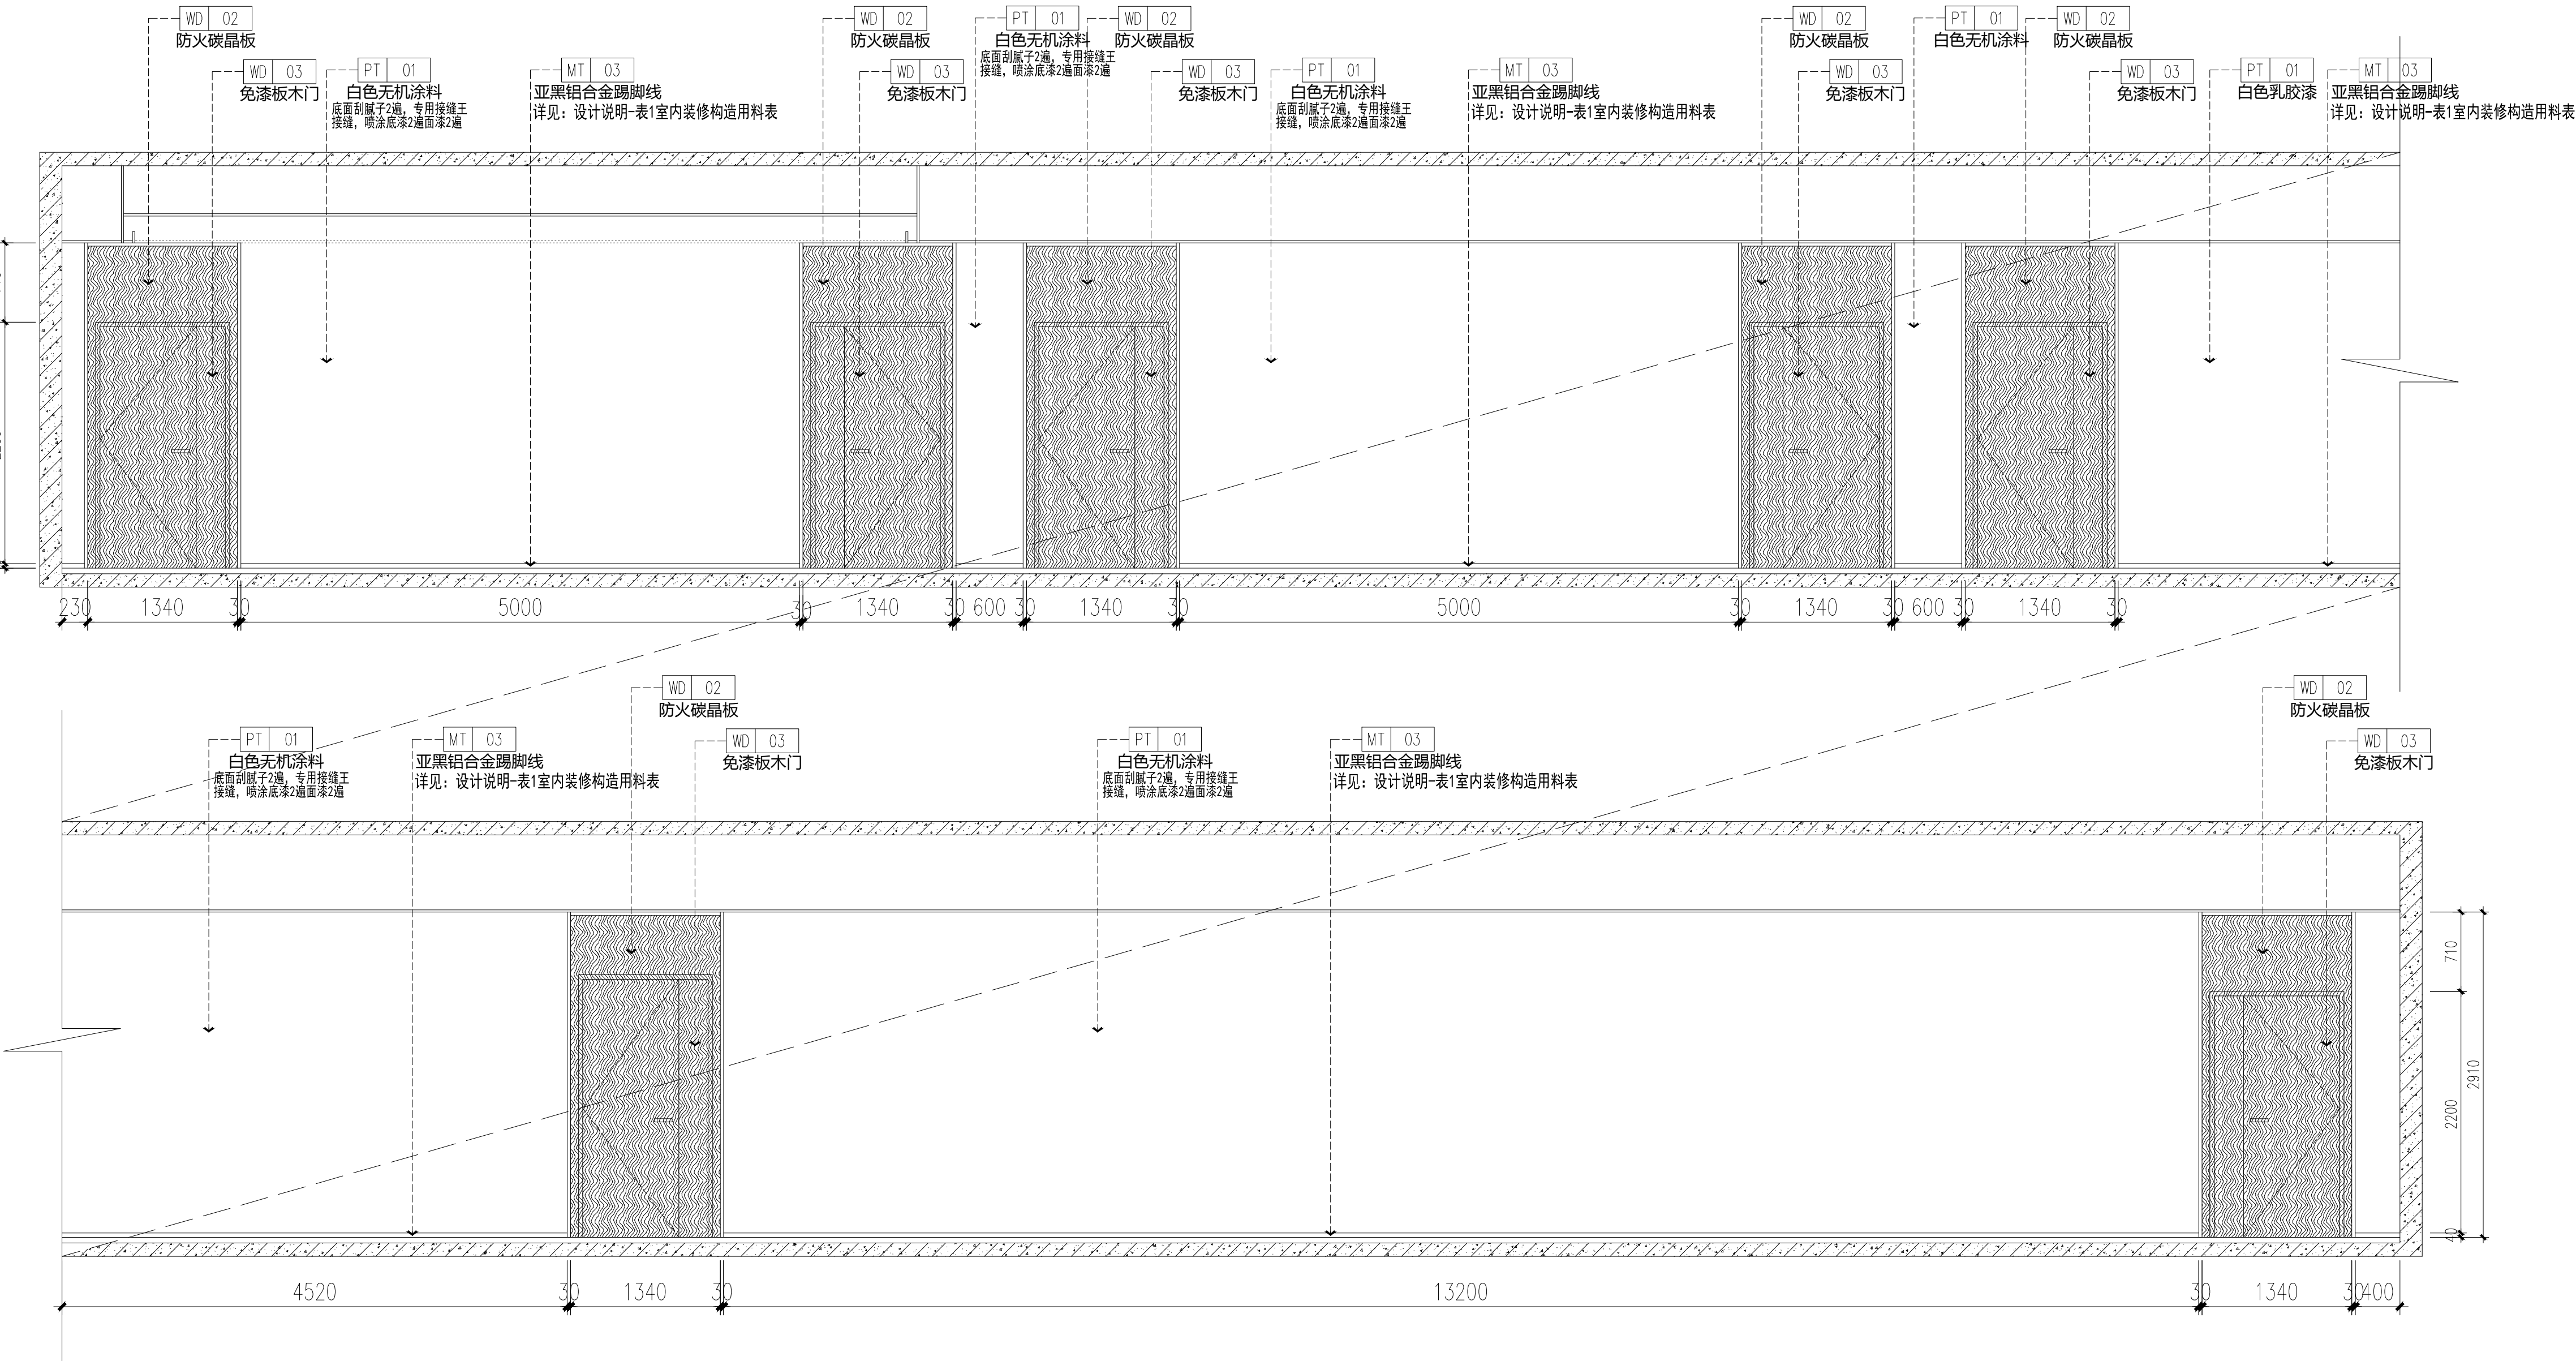 WD 02
防火碳晶板
WD 03
免漆板木门
PT 01
白色无机涂料
底面刮腻子2遍，专用接缝王
接缝，喷涂底漆2遍面漆2遍
MT 03
亚黑铝合金踢脚线
详见：设计说明-表1室内装修构造用料表
WD 02
防火碳晶板
WD 03
免漆板木门
PT 01
白色无机涂料
底面刮腻子2遍，专用接缝王
接缝，喷涂底漆2遍面漆2遍
WD 02
防火碳晶板
WD 03
免漆板木门
PT 01
白色无机涂料
底面刮腻子2遍，专用接缝王
接缝，喷涂底漆2遍面漆2遍
MT 03
亚黑铝合金踢脚线
详见：设计说明-表1室内装修构造用料表
WD 02
防火碳晶板
WD 03
免漆板木门
PT 01
白色无机涂料
WD 02
防火碳晶板
WD 03
免漆板木门
PT 01
白色乳胶漆
MT 03
亚黑铝合金踢脚线
详见：设计说明-表1室内装修构造用料表
230 1340 30 5000 30 1340 30 600 30 1340 30 5000 30 1340 30 600 30 1340 30
PT 01
白色无机涂料
底面刮腻子2遍，专用接缝王
接缝，喷涂底漆2遍面漆2遍
MT 03
亚黑铝合金踢脚线
详见：设计说明-表1室内装修构造用料表
WD 02
防火碳晶板
WD 03
免漆板木门
PT 01
白色无机涂料
底面刮腻子2遍，专用接缝王
接缝，喷涂底漆2遍面漆2遍
MT 03
亚黑铝合金踢脚线
详见：设计说明-表1室内装修构造用料表
WD 02
防火碳晶板
WD 03
免漆板木门
710
2200
40
2910
4520 30 1340 30 13200 30 1340 30 400